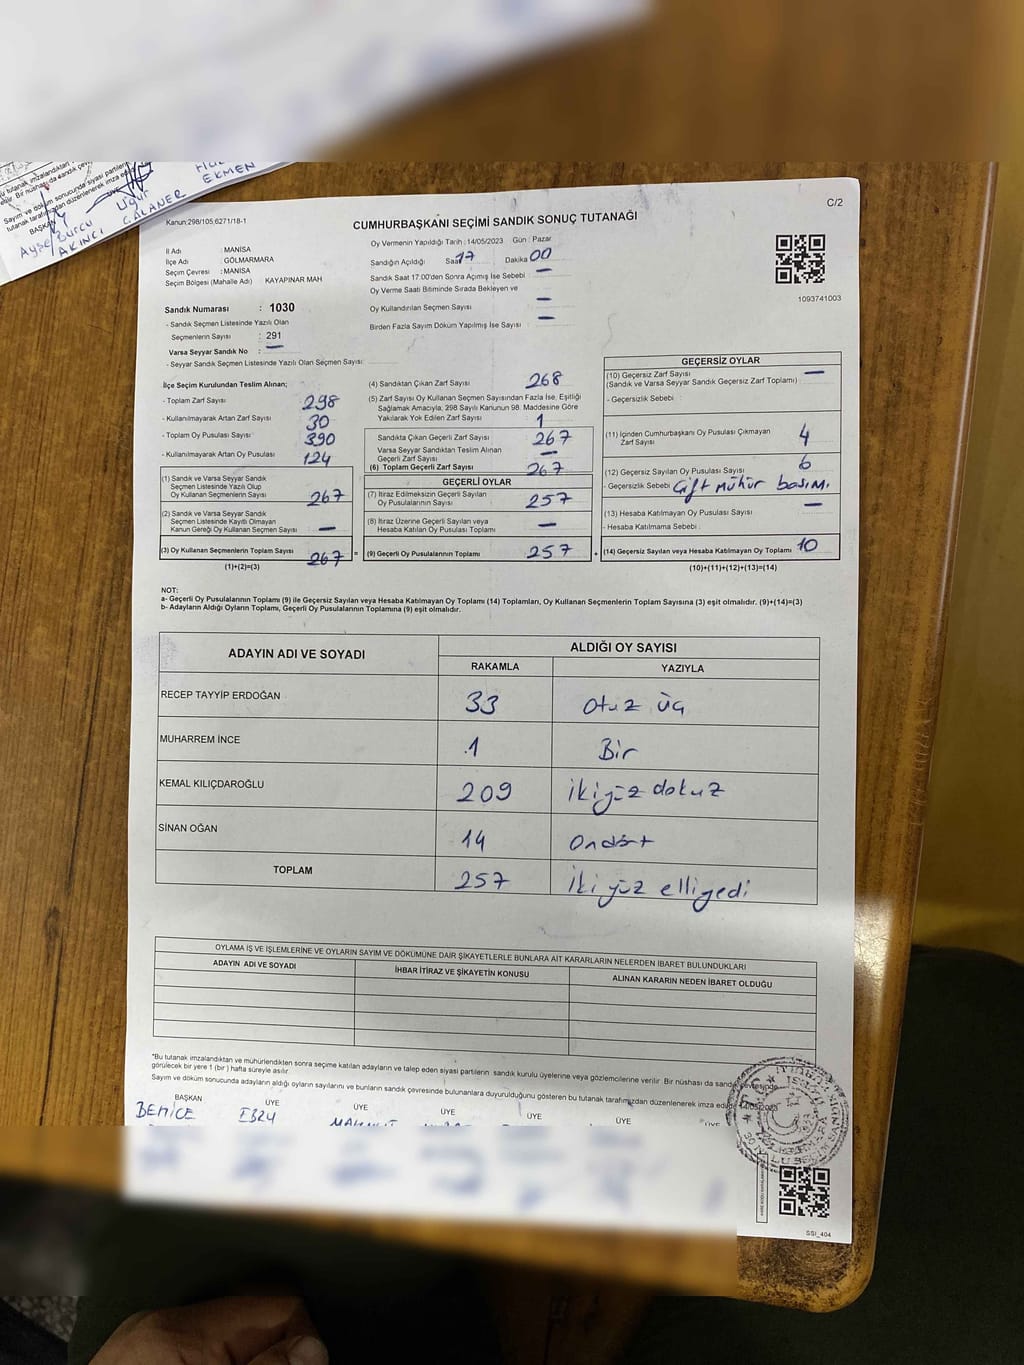 EKMEN
Uğur
CALANER
BAŞKAN
Ayşe Burcu
AKINCI
Kanun:298/105,6271/18-1
CUMHURBAŞKANI SEÇİMİ SANDIK SONUÇ TUTANAĞI
C/2
İl Adı : MANİSA
İlçe Adı : GÖLMARMARA
Seçim Çevresi : MANİSA
Seçim Bölgesi (Mahalle Adı) KAYAPINAR MAH
Oy Vermenin Yapıldığı Tarih : 14/05/2023 Gün : Pazar
Sandığın Açıldığı Saat 17 Dakika 00
Sandık Saat 17:00'den Sonra Açımış İse Sebebi —
Oy Verme Saati Bitiminde Sırada Bekleyen ve
Oy Kullandırılan Seçmen Sayısı —
Birden Fazla Sayım Döküm Yapılmış İse Sayısı —
1093741003
Sandık Numarası : 1030
- Sandık Seçmen Listesinde Yazılı Olan
Seçmenlerin Sayısı : 291
Varsa Seyyar Sandık No : —
- Seyyar Sandık Seçmen Listesinde Yazılı Olan Seçmen Sayısı:
İlçe Seçim Kurulundan Teslim Alınan;
- Toplam Zarf Sayısı 298
- Kullanılmayarak Artan Zarf Sayısı 30
- Toplam Oy Pusulası Sayısı 390
- Kullanılmayarak Artan Oy Pusulası 124
(1) Sandık ve Varsa Seyyar Sandık
Seçmen Listesinde Yazılı Olup
Oy Kullanan Seçmenlerin Sayısı 267
(2) Sandık ve Varsa Seyyar Sandık
Seçmen Listesinde Kayıtlı Olmayan
Kanun Gereği Oy Kullanan Seçmen Sayısı —
(3) Oy Kullanan Seçmenlerin Toplam Sayısı 267 =
(1)+(2)=(3)
(4) Sandıktan Çıkan Zarf Sayısı 268
(5) Zarf Sayısı Oy Kullanan Seçmen Sayısından Fazla İse, Eşitliği
Sağlamak Amacıyla, 298 Sayılı Kanunun 98. Maddesine Göre
Yakılarak Yok Edilen Zarf Sayısı 1
Sandıkta Çıkan Geçerli Zarf Sayısı 267
Varsa Seyyar Sandıktan Teslim Alınan
Geçerli Zarf Sayısı —
(6) Toplam Geçerli Zarf Sayısı 267
GEÇERLİ OYLAR
(7) İtiraz Edilmeksizin Geçerli Sayılan
Oy Pusulalarının Sayısı 257
(8) İtiraz Üzerine Geçerli Sayılan veya
Hesaba Katılan Oy Pusulası Toplamı —
(9) Geçerli Oy Pusulalarının Toplamı 257 +
GEÇERSİZ OYLAR
(10) Geçersiz Zarf Sayısı —
(Sandık ve Varsa Seyyar Sandık Geçersiz Zarf Toplamı)
- Geçersizlik Sebebi :
(11) İçinden Cumhurbaşkanı Oy Pusulası Çıkmayan
Zarf Sayısı 4
(12) Geçersiz Sayılan Oy Pusulası Sayısı 6
- Geçersizlik Sebebi Çift mühür basımı
(13) Hesaba Katılmayan Oy Pusulası Sayısı —
- Hesaba Katılmama Sebebi :
(14) Geçersiz Sayılan veya Hesaba Katılmayan Oy Toplamı 10
(10)+(11)+(12)+(13)=(14)
NOT:
a- Geçerli Oy Pusulalarının Toplamı (9) ile Geçersiz Sayılan veya Hesaba Katılmayan Oy Toplamı (14) Toplamları, Oy Kullanan Seçmenlerin Toplam Sayısına (3) eşit olmalıdır. (9)+(14)=(3)
b- Adayların Aldığı Oyların Toplamı, Geçerli Oy Pusulalarının Toplamına (9) eşit olmalıdır.
ADAYIN ADI VE SOYADI ALDIĞI OY SAYISI
RAKAMLA YAZIYLA
RECEP TAYYİP ERDOĞAN 33 Otuz üç
MUHARREM İNCE 1 Bir
KEMAL KILIÇDAROĞLU 209 ikiyüz dokuz
SİNAN OĞAN 14 Ondört
TOPLAM 257 İki yüz elliyedi
OYLAMA İŞ VE İŞLEMLERİNE VE OYLARIN SAYIM VE DÖKÜMÜNE DAİR ŞİKAYETLERLE BUNLARA AİT KARARLARIN NELERDEN İBARET BULUNDUKLARI
ADAYIN ADI VE SOYADI İHBAR İTİRAZ VE ŞİKAYETİN KONUSU ALINAN KARARIN NEDEN İBARET OLDUĞU
"Bu tutanak imzalandıktan ve mühürlendikten sonra seçime katılan adayların ve talep eden siyasi partilerin sandık kurulu üyelerine veya gözlemcilerine verilir. Bir nüshası da sandık çevresinde
görülecek bir yere 1 (bir) hafta süreyle asılır.
Sayım ve döküm sonucunda adayların aldığı oyların sayılarını ve bunların sandık çevresinde bulunanlara duyurulduğunu gösteren bu tutanak tarafımızdan düzenlenerek imza edildi.
BAŞKAN ÜYE ÜYE ÜYE ÜYE ÜYE ÜYE
BEHİCE EBRU
SSI_404